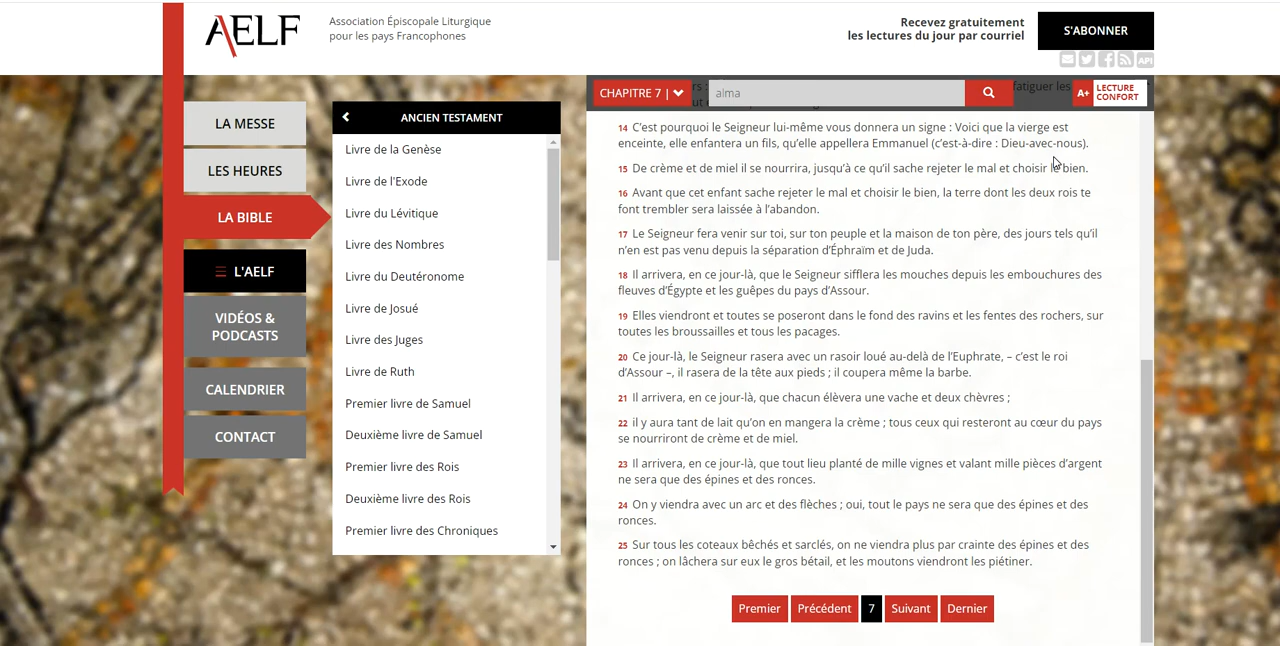 AELF
Association Épiscopale Liturgique
pour les pays Francophones
Recevez gratuitement
les lectures du jour par courriel
S'ABONNER
API
LA MESSE
LES HEURES
LA BIBLE
L'AELF
VIDÉOS &
PODCASTS
CALENDRIER
CONTACT
ANCIEN TESTAMENT
Livre de la Genèse
Livre de l'Exode
Livre du Lévitique
Livre des Nombres
Livre du Deutéronome
Livre de Josué
Livre des Juges
Livre de Ruth
Premier livre de Samuel
Deuxième livre de Samuel
Premier livre des Rois
Deuxième livre des Rois
Premier livre des Chroniques
CHAPITRE 7 |
alma
A+ LECTURE
CONFORT
fatiguer les
14 C’est pourquoi le Seigneur lui-même vous donnera un signe : Voici que la vierge est
enceinte, elle enfantera un fils, qu’elle appellera Emmanuel (c’est-à-dire : Dieu-avec-nous).
15 De crème et de miel il se nourrira, jusqu’à ce qu’il sache rejeter le mal et choisir le bien.
16 Avant que cet enfant sache rejeter le mal et choisir le bien, la terre dont les deux rois te
font trembler sera laissée à l’abandon.
17 Le Seigneur fera venir sur toi, sur ton peuple et la maison de ton père, des jours tels qu’il
n’en est pas venu depuis la séparation d’Éphraïm et de Juda.
18 Il arrivera, en ce jour-là, que le Seigneur sifflera les mouches depuis les embouchures des
fleuves d’Égypte et les guêpes du pays d’Assour.
19 Elles viendront et toutes se poseront dans le fond des ravins et les fentes des rochers, sur
toutes les broussailles et tous les pacages.
20 Ce jour-là, le Seigneur rasera avec un rasoir loué au-delà de l’Euphrate, – c’est le roi
d’Assour –, il rasera de la tête aux pieds ; il coupera même la barbe.
21 Il arrivera, en ce jour-là, que chacun élèvera une vache et deux chèvres ;
22 il y aura tant de lait qu’on en mangera la crème ; tous ceux qui resteront au cœur du pays
se nourriront de crème et de miel.
23 Il arrivera, en ce jour-là, que tout lieu planté de mille vignes et valant mille pièces d’argent
ne sera que des épines et des ronces.
24 On y viendra avec un arc et des flèches ; oui, tout le pays ne sera que des épines et des
ronces.
25 Sur tous les coteaux bêchés et sarclés, on ne viendra plus par crainte des épines et des
ronces ; on lâchera sur eux le gros bétail, et les moutons viendront les piétiner.
Premier Précédent 7 Suivant Dernier